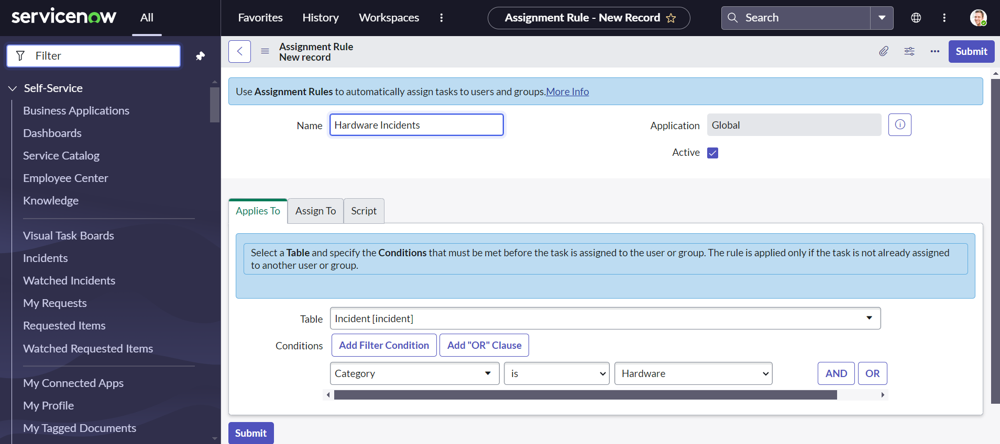 servicenow
All
Favorites
History
Workspaces
Assignment Rule - New Record
Search
Filter
Self-Service
Business Applications
Dashboards
Service Catalog
Employee Center
Knowledge
Visual Task Boards
Incidents
Watched Incidents
My Requests
Requested Items
Watched Requested Items
My Connected Apps
My Profile
My Tagged Documents
Assignment Rule
New record
Submit
Use Assignment Rules to automatically assign tasks to users and groups.More Info
Name
Hardware Incidents
Application
Global
Active
Applies To
Assign To
Script
Select a Table and specify the Conditions that must be met before the task is assigned to the user or group. The rule is applied only if the task is not already assigned
to another user or group.
Table
Incident [incident]
Conditions
Add Filter Condition
Add "OR" Clause
Category
is
Hardware
AND
OR
Submit